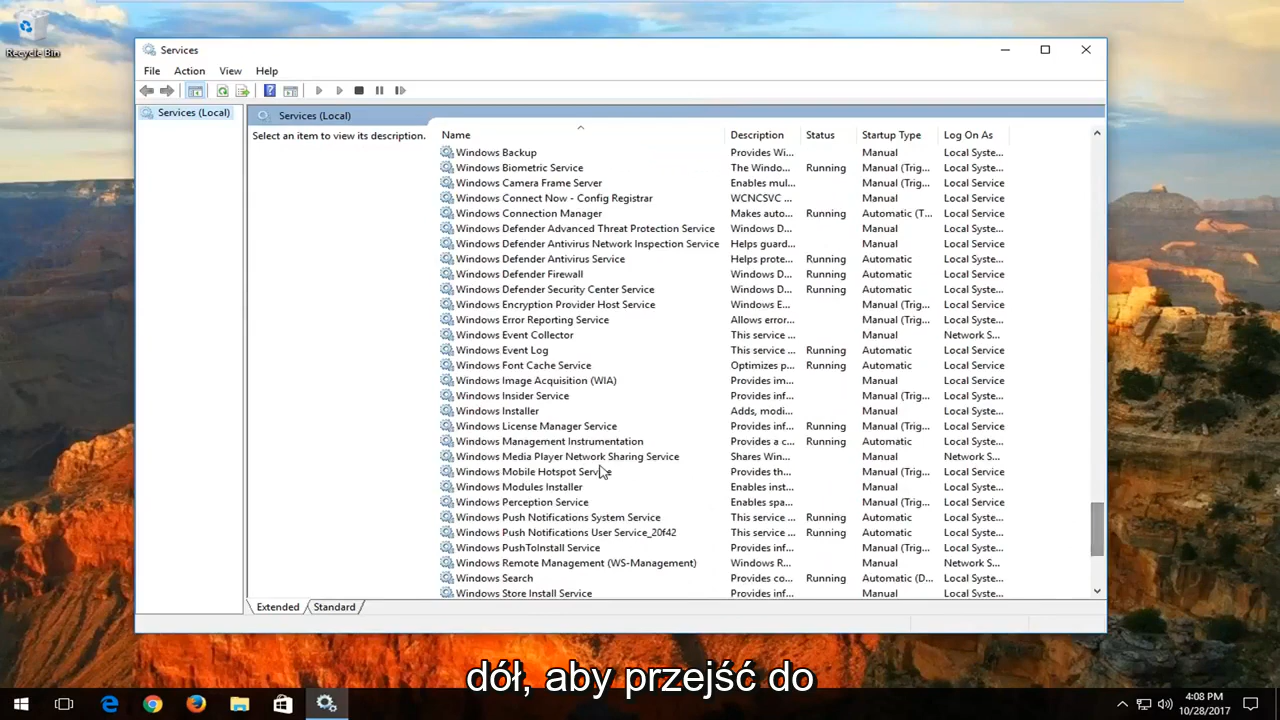 Recycle Bin
Services
File Action View Help
Services (Local)
Services (Local)
Select an item to view its description.
Name Description Status Startup Type Log On As
Windows Backup Provides Wi... Manual Local Syste...
Windows Biometric Service The Windo... Running Manual (Trig... Local Syste...
Windows Camera Frame Server Enables mul... Manual (Trig... Local Service
Windows Connect Now - Config Registrar WCNCSVC ... Manual Local Service
Windows Connection Manager Makes auto... Running Automatic (T... Local Service
Windows Defender Advanced Threat Protection Service Windows D... Manual Local Syste...
Windows Defender Antivirus Network Inspection Service Helps guard... Manual Local Service
Windows Defender Antivirus Service Helps prote... Running Automatic Local Syste...
Windows Defender Firewall Windows D... Running Automatic Local Service
Windows Defender Security Center Service Windows D... Running Automatic Local Syste...
Windows Encryption Provider Host Service Windows E... Manual (Trig... Local Service
Windows Error Reporting Service Allows error... Manual (Trig... Local Syste...
Windows Event Collector This service ... Manual Network S...
Windows Event Log This service ... Running Automatic Local Service
Windows Font Cache Service Optimizes p... Running Automatic Local Service
Windows Image Acquisition (WIA) Provides im... Manual Local Service
Windows Insider Service Provides inf... Manual (Trig... Local Syste...
Windows Installer Adds, modi... Manual Local Syste...
Windows License Manager Service Provides inf... Running Manual (Trig... Local Service
Windows Management Instrumentation Provides a c... Running Automatic Local Syste...
Windows Media Player Network Sharing Service Shares Win... Manual Network S...
Windows Mobile Hotspot Service Provides th... Manual (Trig... Local Service
Windows Modules Installer Enables inst... Manual Local Syste...
Windows Perception Service Enables spa... Manual (Trig... Local Service
Windows Push Notifications System Service This service ... Running Automatic Local Syste...
Windows Push Notifications User Service_20f42 This service ... Running Automatic Local Syste...
Windows PushToInstall Service Provides inf... Manual (Trig... Local Syste...
Windows Remote Management (WS-Management) Windows R... Manual Network S...
Windows Search Provides co... Running Automatic (D... Local Syste...
Windows Store Install Service Provides inf... Manual Local Syste...
Extended Standard
dół, aby przejść do
4:08 PM
10/28/2017